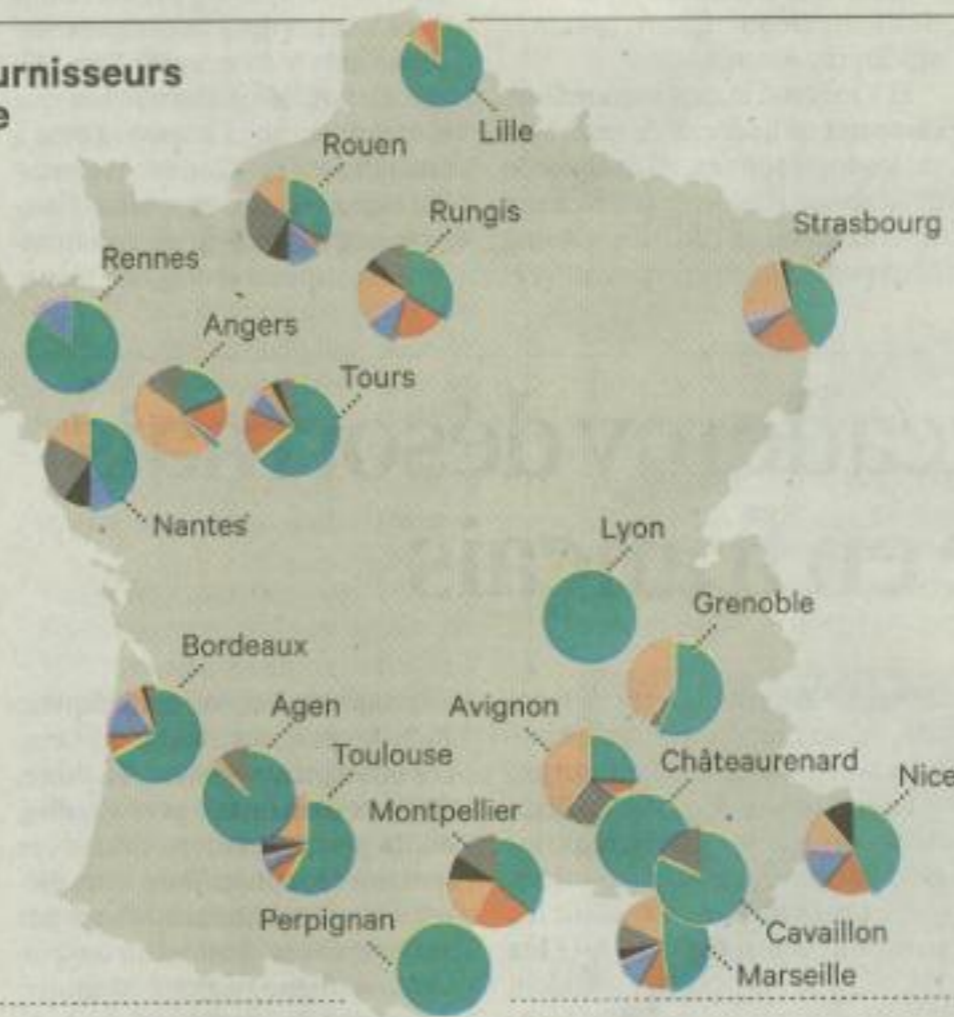 urnisseurs
e
Lille
Rouen
Rungis
Strasbourg
Rennes
Angers
Tours
Nantes
Lyon
Grenoble
Bordeaux
Agen
Avignon
Toulouse
Châteaurenard
Nice
Montpellier
Perpignan
Cavaillon
Marseille